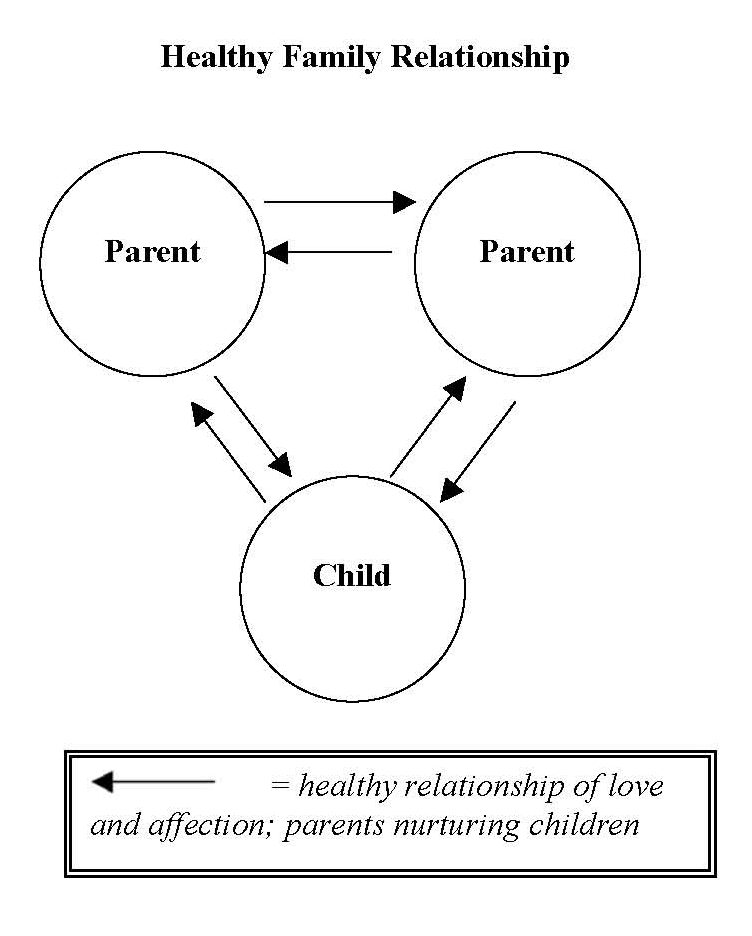 Healthy Family Relationship
Parent
Parent
Child
= healthy relationship of love
and affection; parents nurturing children